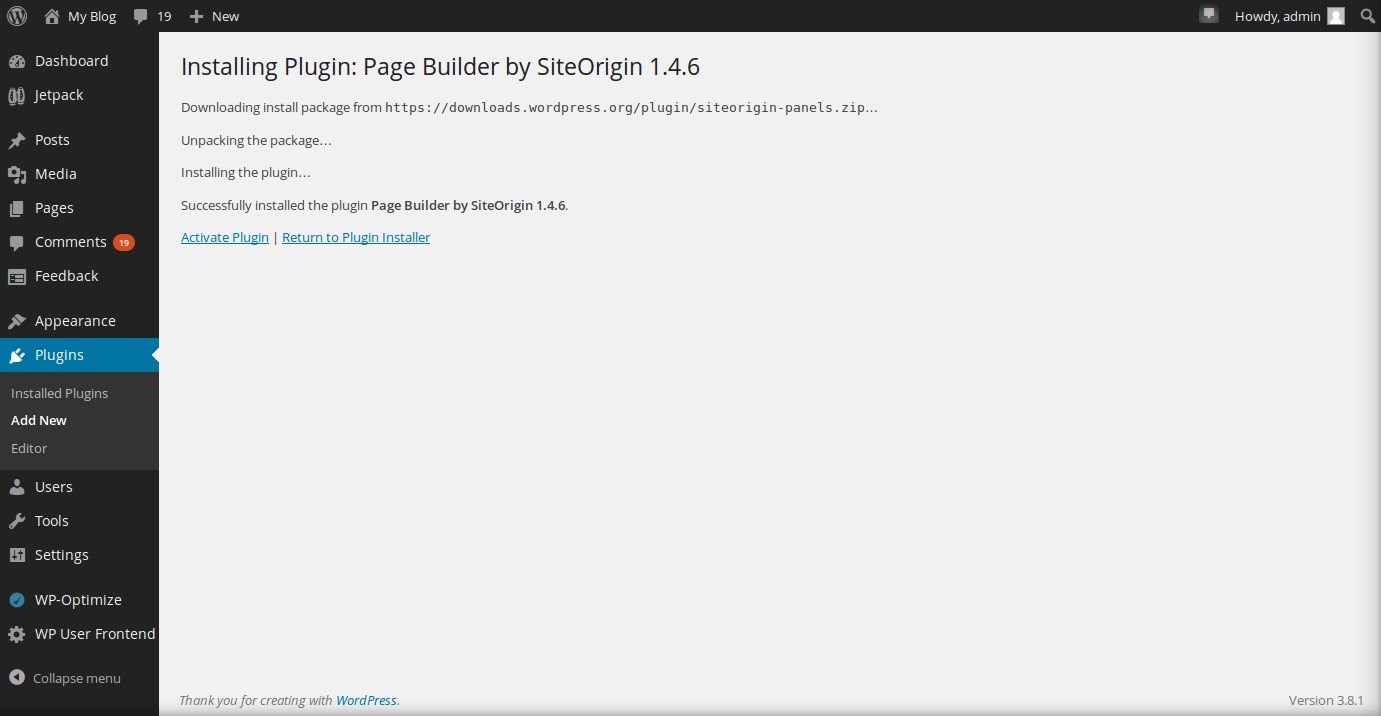 My Blog 19 New Howdy, admin
Dashboard
Jetpack
Posts
Media
Pages
Comments 19
Feedback
Appearance
Plugins
Installed Plugins
Add New
Editor
Users
Tools
Settings
WP-Optimize
WP User Frontend
Collapse menu
Installing Plugin: Page Builder by SiteOrigin 1.4.6
Downloading install package from https://downloads.wordpress.org/plugin/siteorigin-panels.zip…
Unpacking the package…
Installing the plugin…
Successfully installed the plugin Page Builder by SiteOrigin 1.4.6.
Activate Plugin | Return to Plugin Installer
Thank you for creating with WordPress. Version 3.8.1